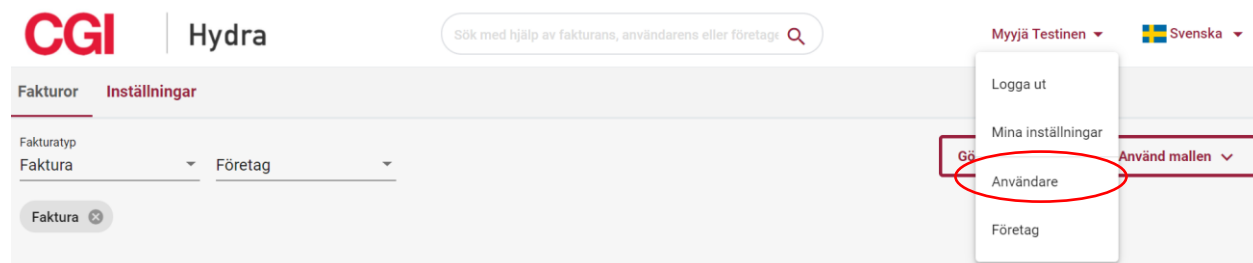 CGI Hydra
Sök med hjälp av fakturans, användarens eller företage
Myyjä Testinen
Svenska
Fakturor Inställningar
Logga ut
Mina inställningar
Användare
Företag
Fakturatyp
Faktura
Företag
Använd mallen
Faktura